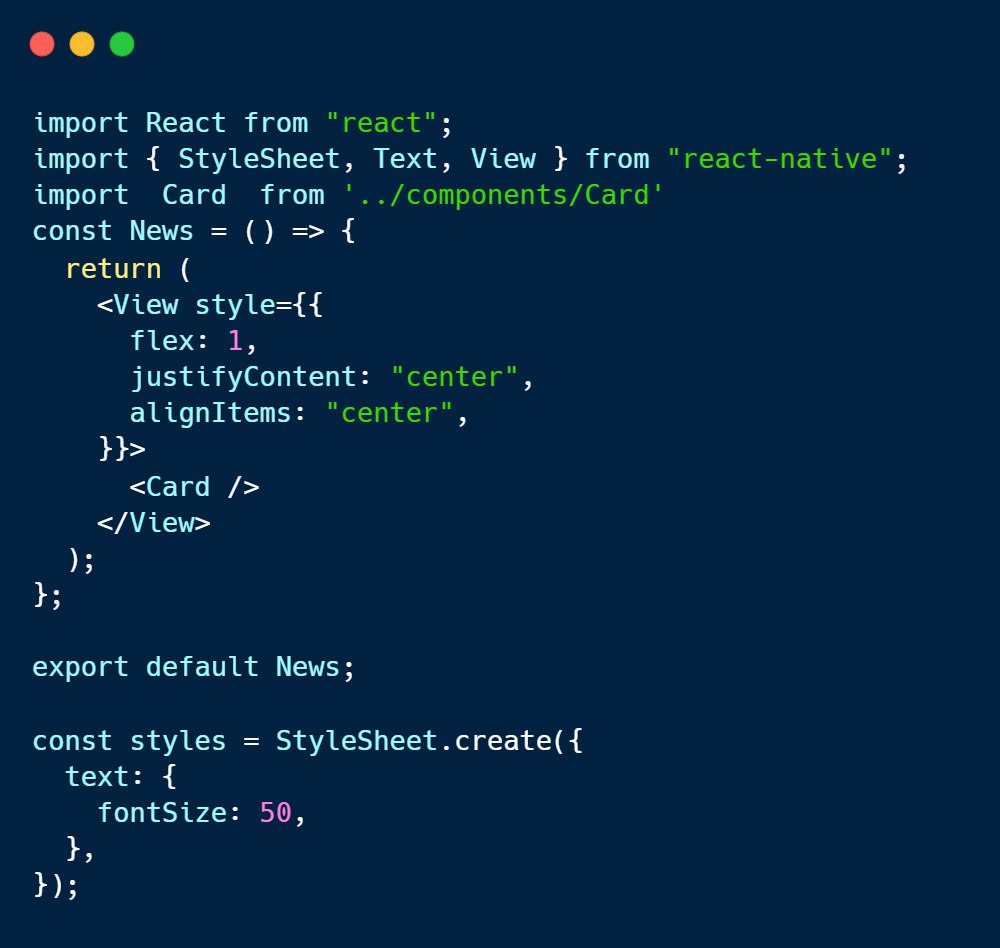 import React from "react";
import { StyleSheet, Text, View } from "react-native";
import  Card  from '../components/Card'
const News = () => {
  return (
    <View style={{
      flex: 1,
      justifyContent: "center",
      alignItems: "center",
    }}>
      <Card />
    </View>
  );
};

export default News;

const styles = StyleSheet.create({
  text: {
    fontSize: 50,
  },
});